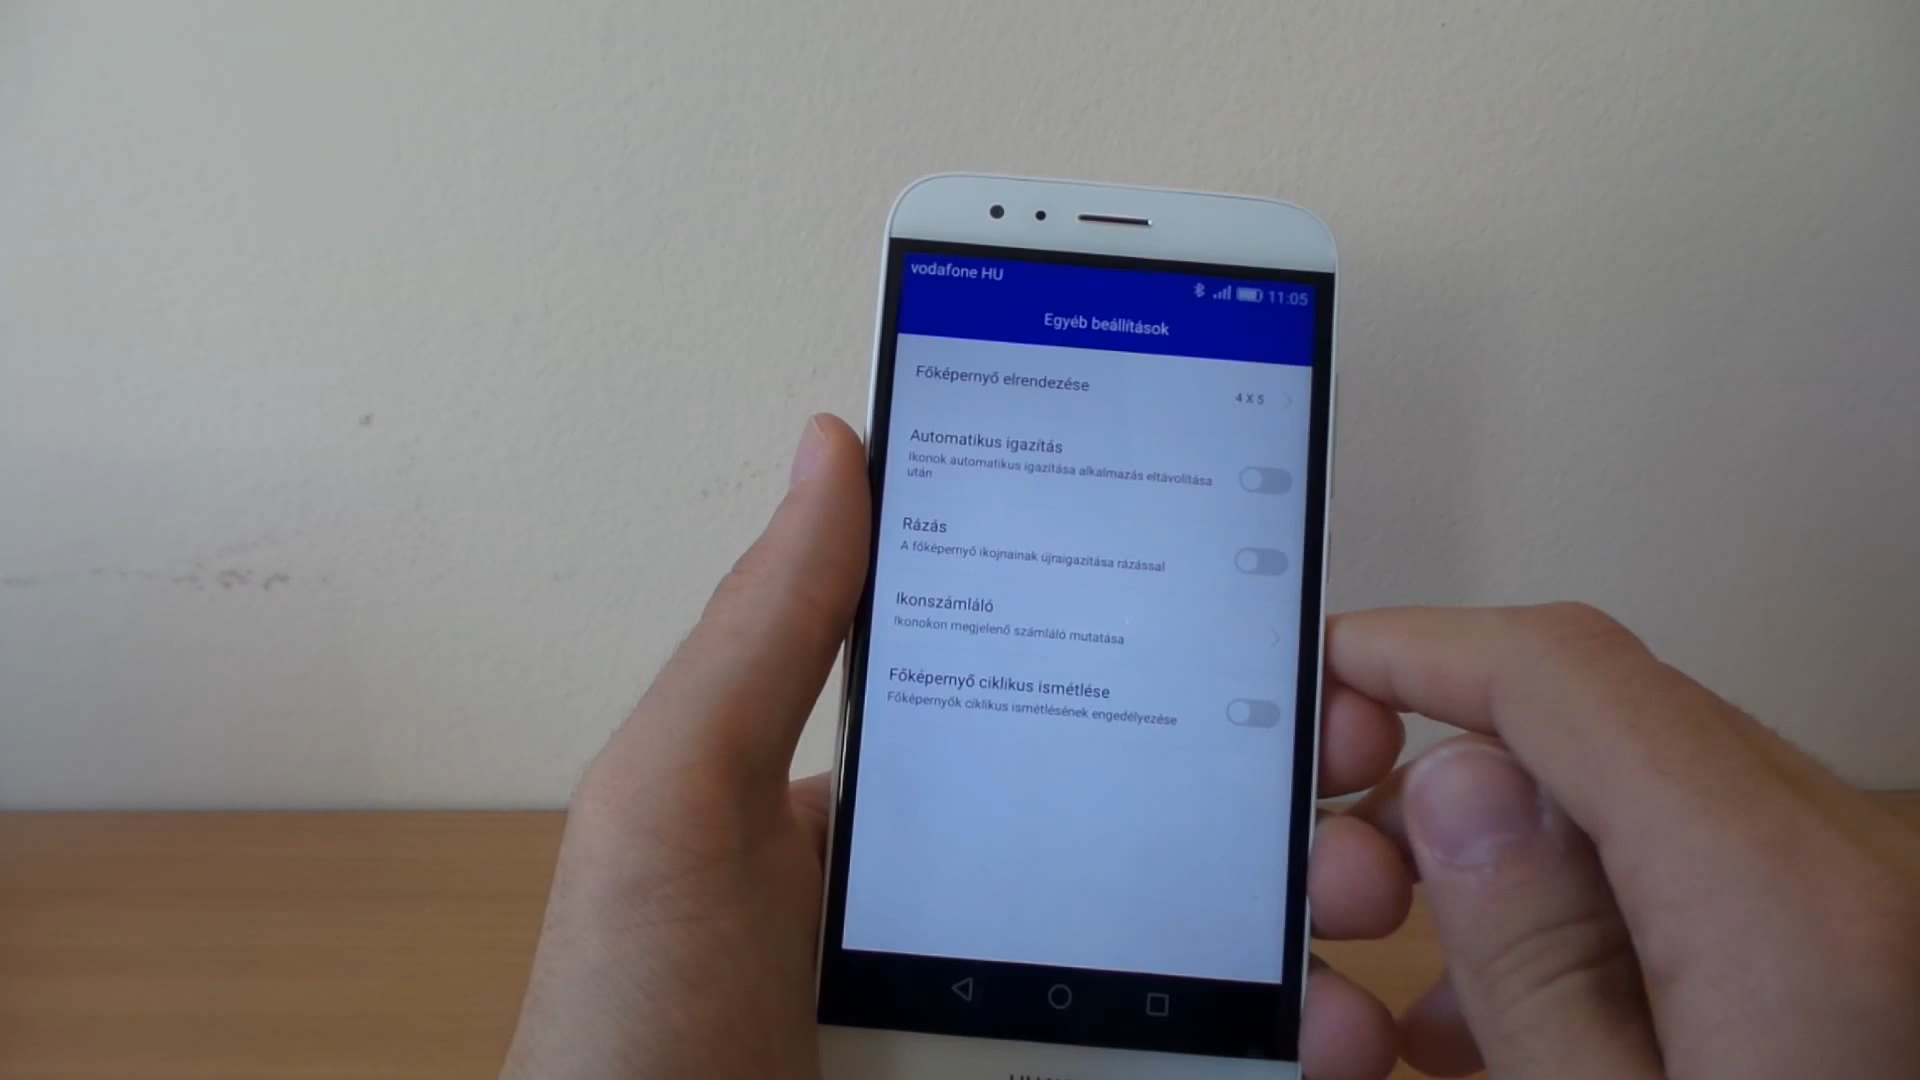 vodafone HU
11:05
Egyéb beállítások
Főképernyő elrendezése
4 X 5
Automatikus igazítás
Ikonok automatikus igazítása alkalmazás eltávolítása
után
Rázás
A főképernyő ikojnainak újraigazítása rázással
Ikonszámláló
Ikonokon megjelenő számláló mutatása
Főképernyő ciklikus ismétlése
Főképernyők ciklikus ismétlésének engedélyezése